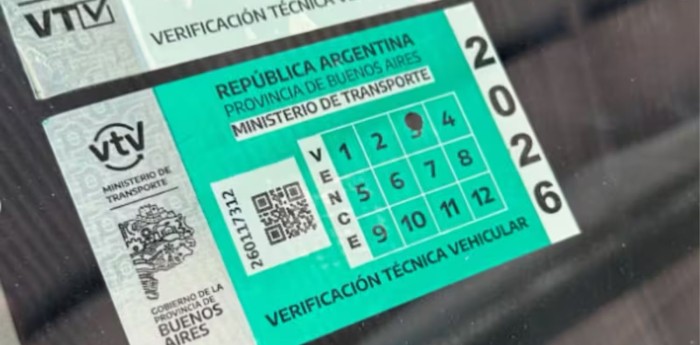 VTV
VERIFICACIÓN TÉCNICA
vtv
MINISTERIO DE
TRANSPORTE
GOBIERNO DE LA
PROVINCIA DE
BUENOS
AIRES
REPÚBLICA ARGENTINA
PROVINCIA DE BUENOS AIRES
MINISTERIO DE TRANSPORTE
260117312
VENCE
1 2 4
5 6 7 8
9 10 11 12
VERIFICACIÓN TÉCNICA VEHICULAR
2026